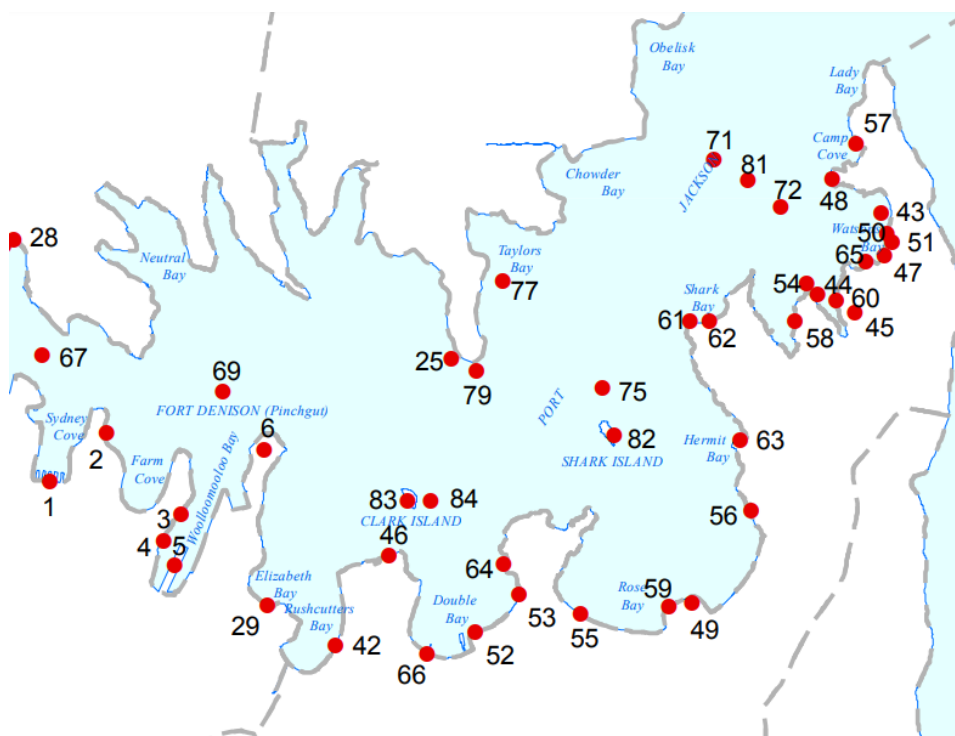 Obelisk
Bay
Lady
Bay
57
Camp
Cove
71
81
JACKSON
72
48
Chowder
Bay
43
50
Watsons
Bay
51
65
47
28
Neutral
Bay
Taylors
Bay
77
54
44
60
45
58
Shark
Bay
61
62
67
25
79
69
FORT DENISON (Pinchgut)
75
PORT
82
SHARK ISLAND
Hermit
Bay
63
Sydney
Cove
2
6
Farm
Cove
Woolloomooloo Bay
1
3
4
5
83
84
CLARK ISLAND
46
56
64
Elizabeth
Bay
29
Rushcutters
Bay
42
Double
Bay
53
52
66
55
Rose
Bay
59
49